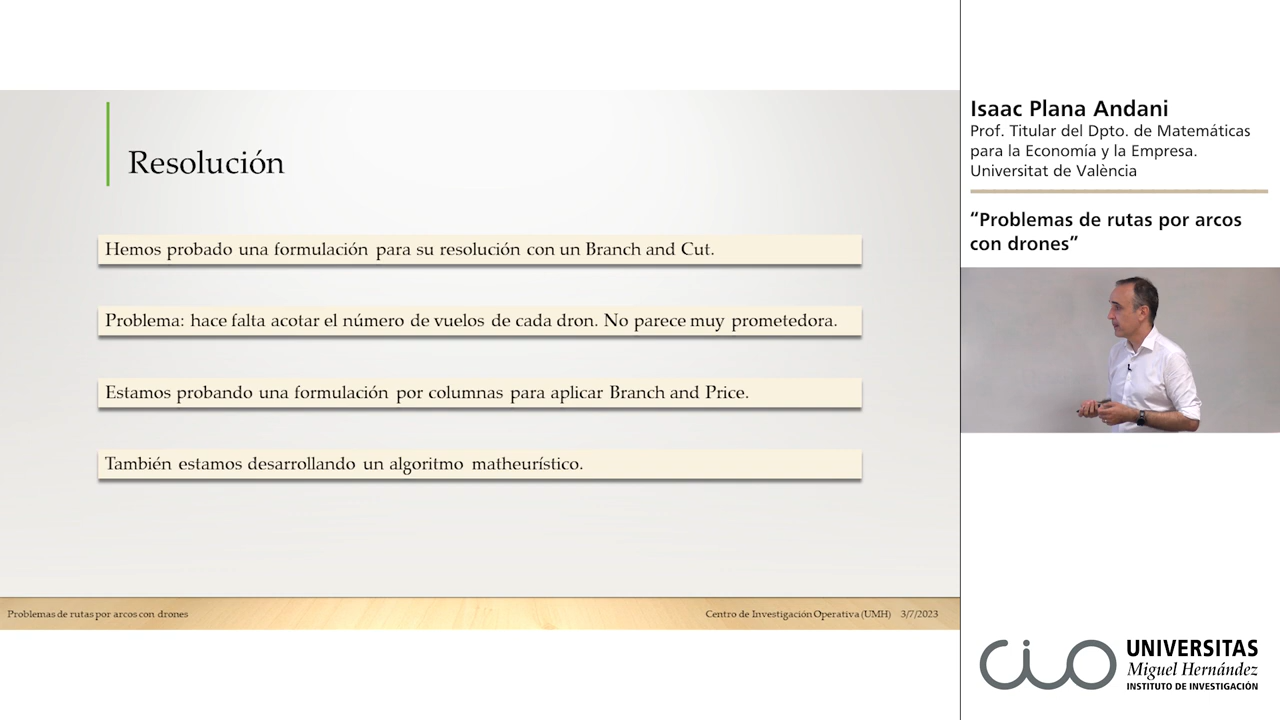 Resolución
Hemos probado una formulación para su resolución con un Branch and Cut.
Problema: hace falta acotar el número de vuelos de cada dron. No parece muy prometedora.
Estamos probando una formulación por columnas para aplicar Branch and Price.
También estamos desarrollando un algoritmo matheurístico.
Problemas de rutas por arcos con drones
Centro de Investigación Operativa (UMH) 3/7/2023
Isaac Plana Andani
Prof. Titular del Dpto. de Matemáticas
para la Economía y la Empresa.
Universitat de València
“Problemas de rutas por arcos
con drones”
cio
UNIVERSITAS
Miguel Hernández
INSTITUTO DE INVESTIGACIÓN